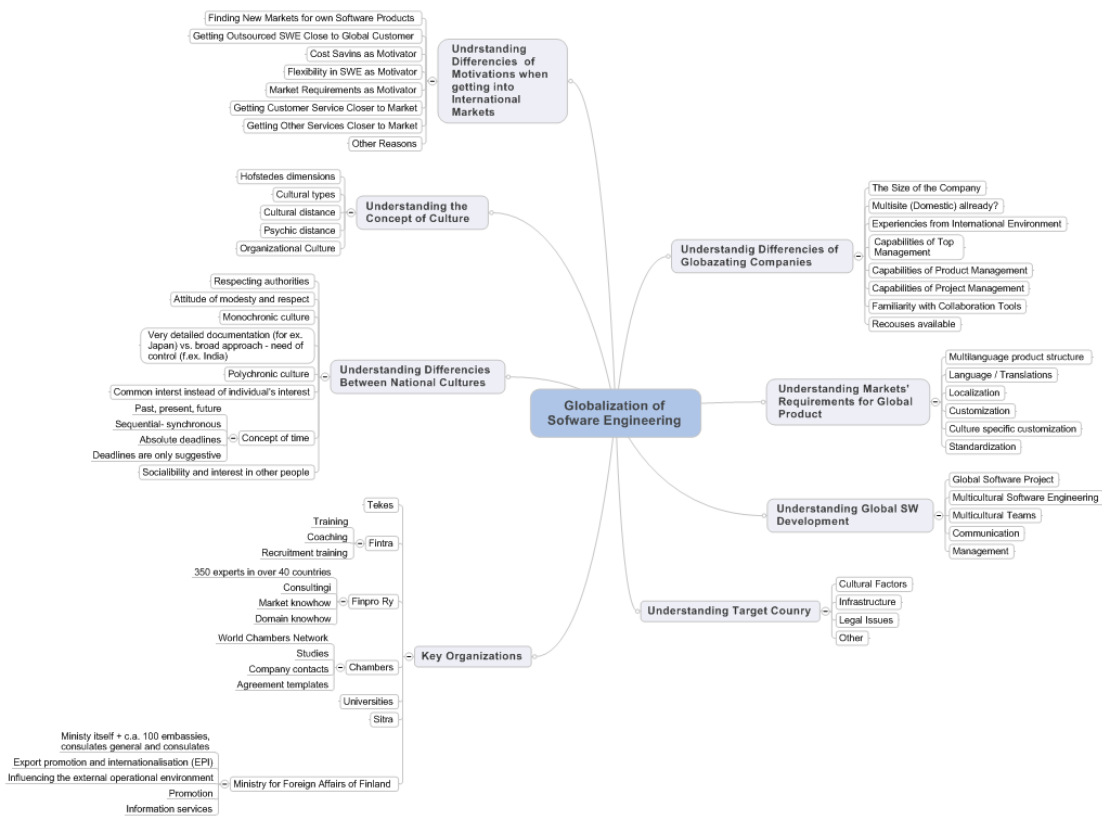 Finding New Markets for own Software Products
Getting Outsourced SWE Close to Global Customer
Cost Savins as Motivator
Flexibility in SWE as Motivator
Market Requirements as Motivator
Getting Customer Service Closer to Market
Getting Other Services Closer to Market
Other Reasons
Undrstanding
Differencies of
Motivations when
getting into
International
Markets
Hofstedes dimensions
Cultural types
Cultural distance
Psychic distance
Organizational Culture
Understanding the
Concept of Culture
Respecting authorities
Attitude of modesty and respect
Monochronic culture
Very detailed documentation (for ex.
Japan) vs. broad approach - need of
control (f.ex. India)
Polychronic culture
Common interst instead of individual's interest
Past, present, future
Sequential- synchronous
Absolute deadlines
Deadlines are only suggestive
Concept of time
Socialibility and interest in other people
Understanding Differencies
Between National Cultures
Globalization of
Sofware Engineering
Tekes
Training
Coaching
Recruitment training
Fintra
350 experts in over 40 countries
Consultingi
Market knowhow
Domain knowhow
Finpro Ry
World Chambers Network
Studies
Company contacts
Agreement templates
Chambers
Universities
Sitra
Ministy itself + c.a. 100 embassies,
consulates general and consulates
Export promotion and internationalisation (EPI)
Influencing the external operational environment
Promotion
Information services
Ministry for Foreign Affairs of Finland
Key Organizations
Understandig Differencies of
Globazating Companies
The Size of the Company
Multisite (Domestic) allready?
Experiencies from International Environment
Capabilities of Top
Management
Capabilities of Product Management
Capabilities of Project Management
Familiarity with Collaboration Tools
Recouses available
Understanding Markets'
Requirements for Global
Product
Multilanguage product structure
Language / Translations
Localization
Customization
Culture specific customization
Standardization
Understanding Global SW
Development
Global Software Project
Multicultural Software Engineering
Multicultural Teams
Communication
Management
Understanding Target Counry
Cultural Factors
Infrastructure
Legal Issues
Other